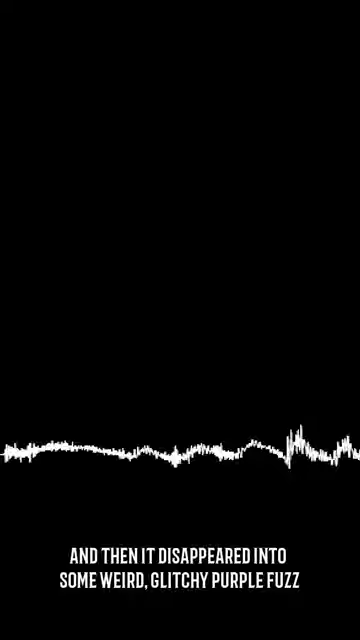 AND THEN IT DISAPPEARED INTO
SOME WEIRD, GLITCHY PURPLE FUZZ